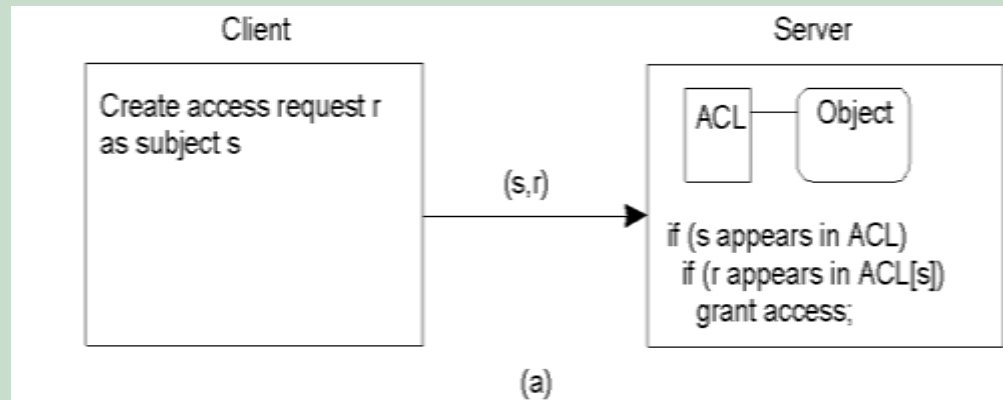 Client
Server
Create access request r
as subject s
(s,r)
ACL
Object
if (s appears in ACL)
if (r appears in ACL[s])
grant access;
(a)